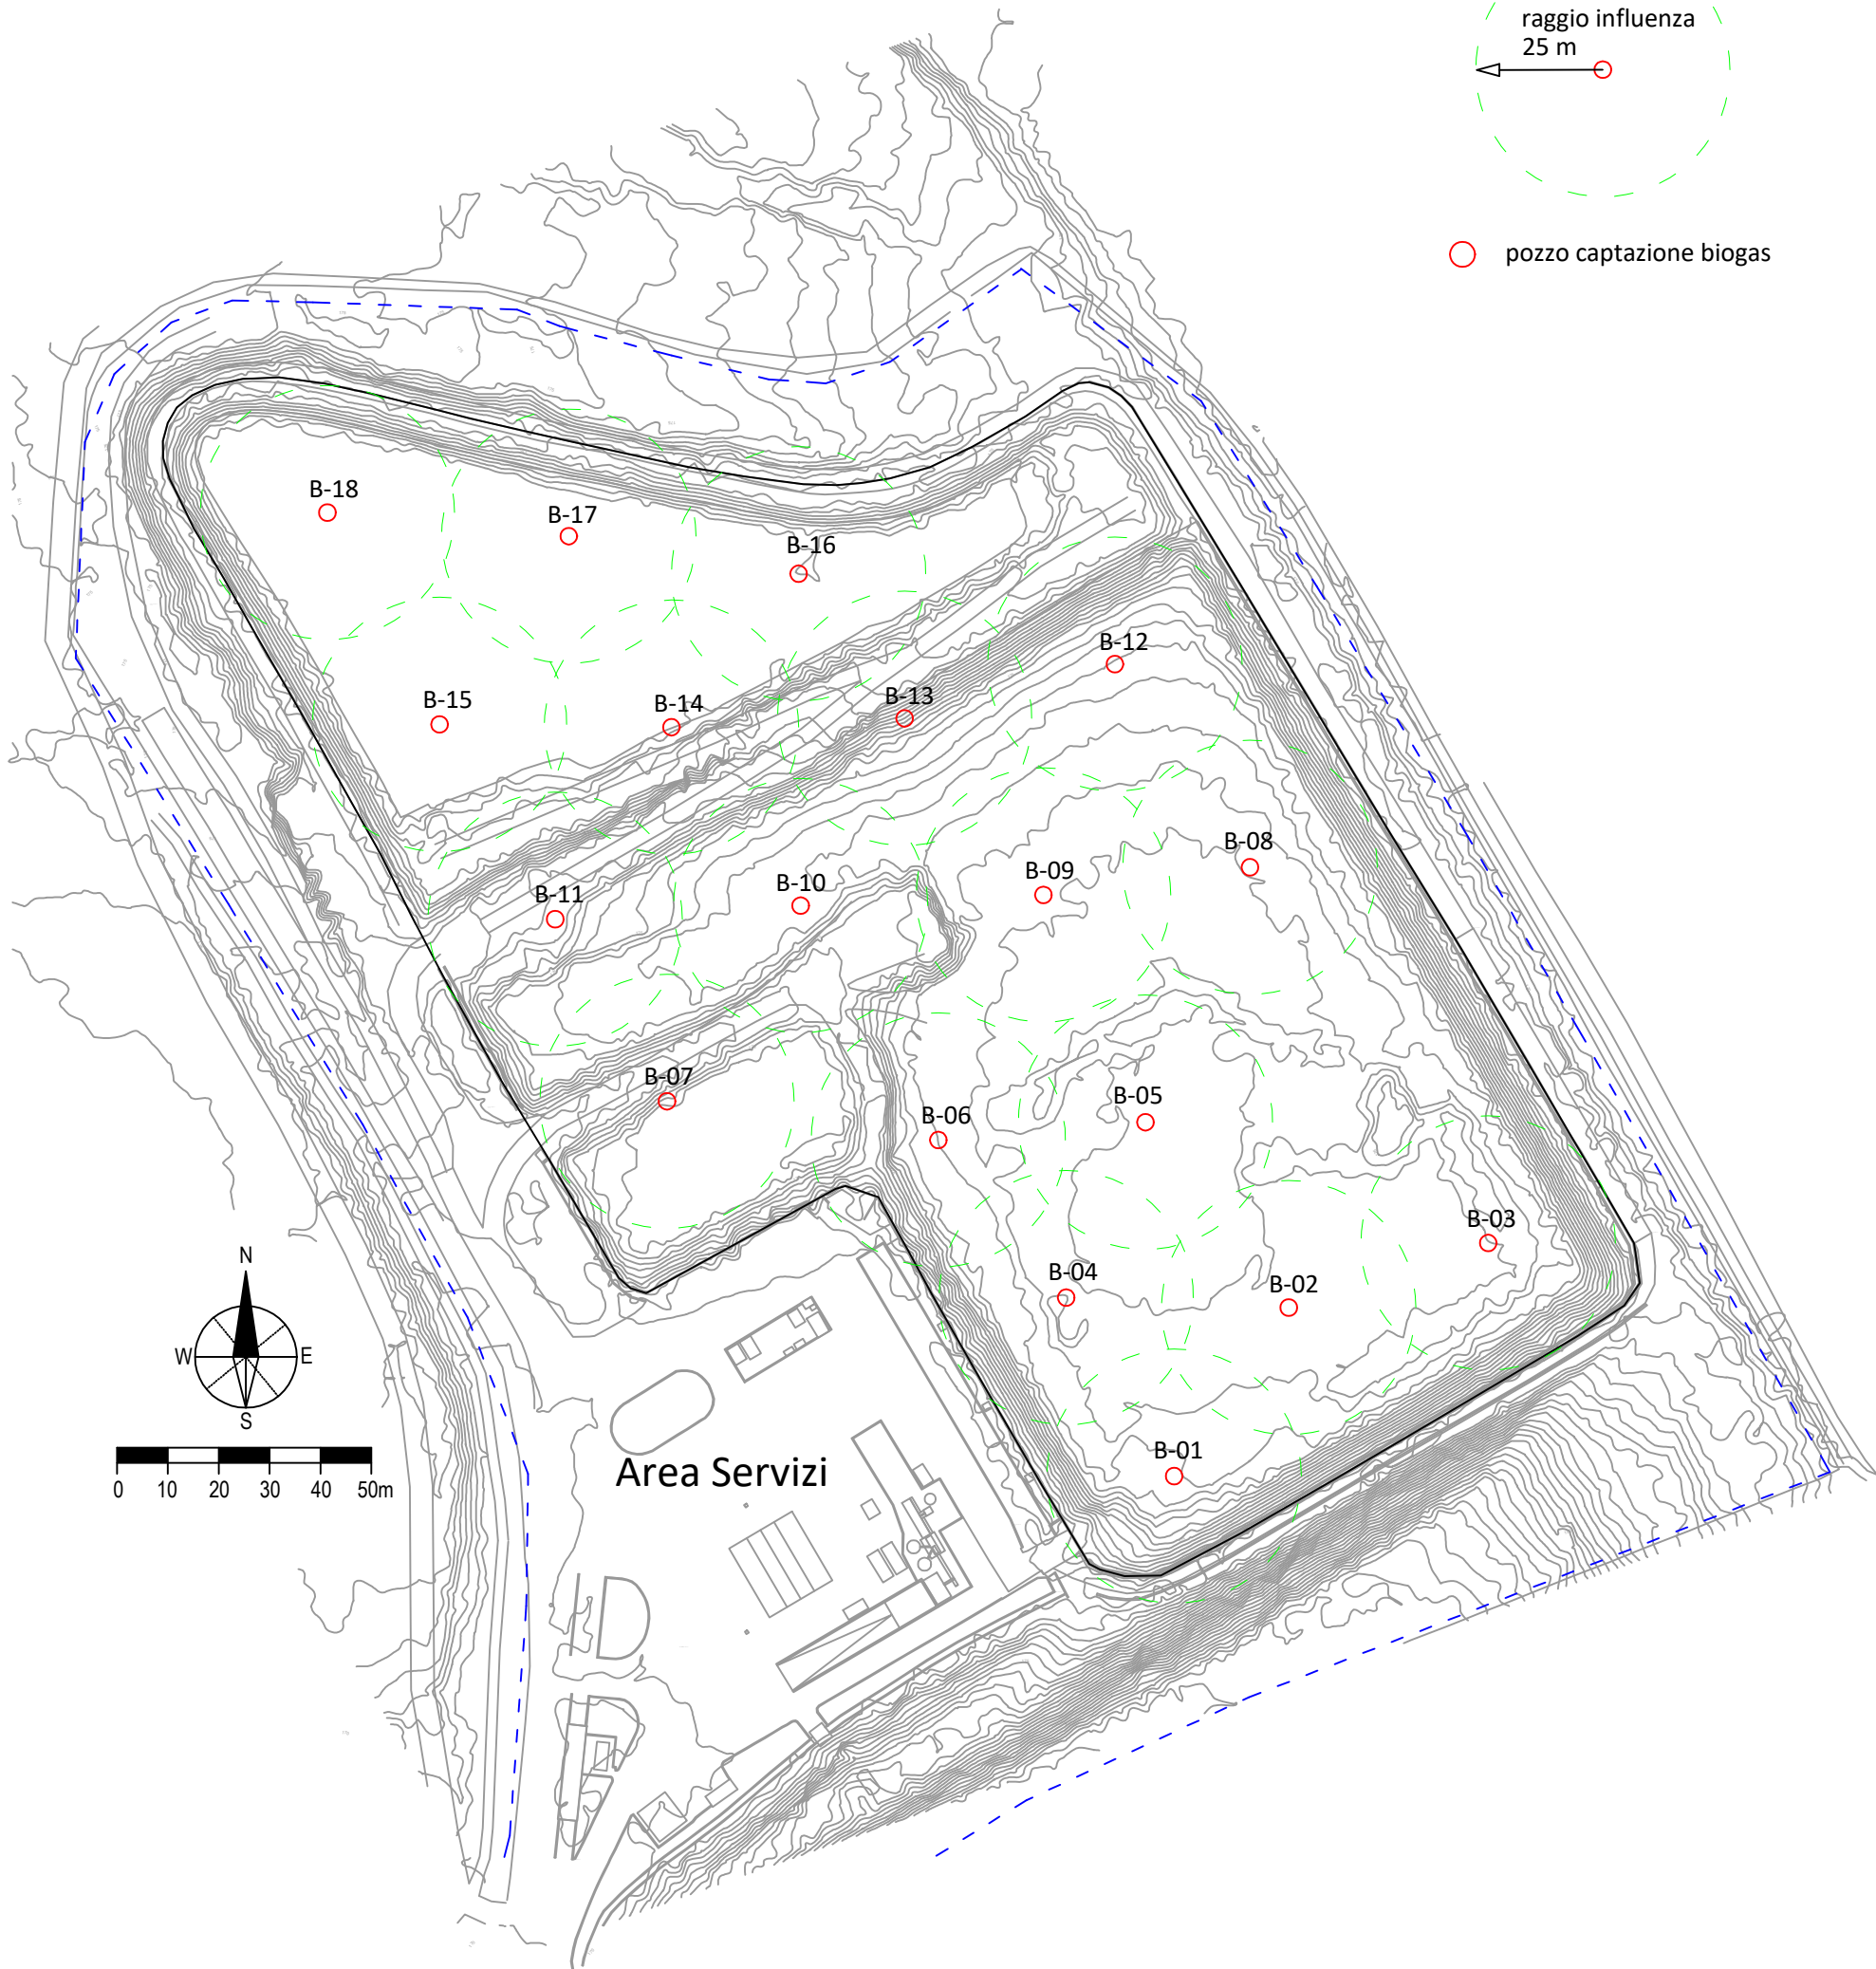 raggio influenza
25 m
pozzo captazione biogas
B-18
B-17
B-16
B-12
B-13
B-15
B-14
B-08
B-09
B-10
B-11
B-07
B-05
B-06
B-03
B-04
B-02
N
W
E
S
B-01
Area Servizi
0 10 20 30 40 50m